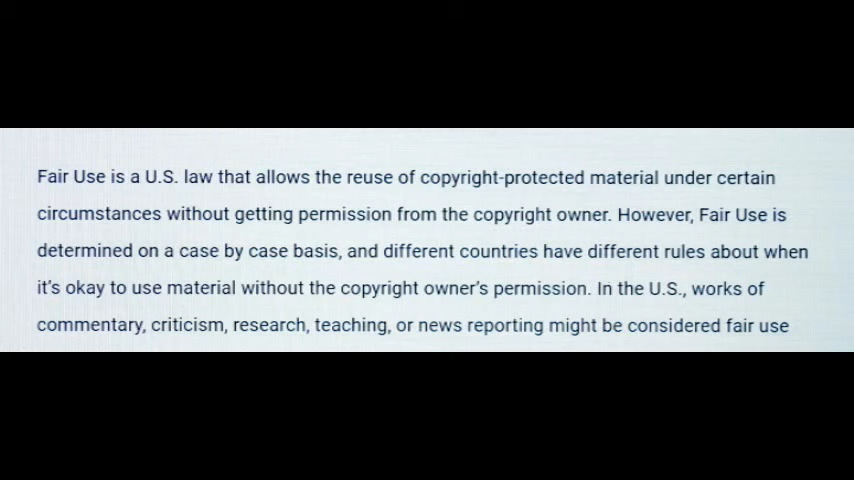 Fair Use is a U.S. law that allows the reuse of copyright-protected material under certain
circumstances without getting permission from the copyright owner. However, Fair Use is
determined on a case by case basis, and different countries have different rules about when
it's okay to use material without the copyright owner's permission. In the U.S., works of
commentary, criticism, research, teaching, or news reporting might be considered fair use